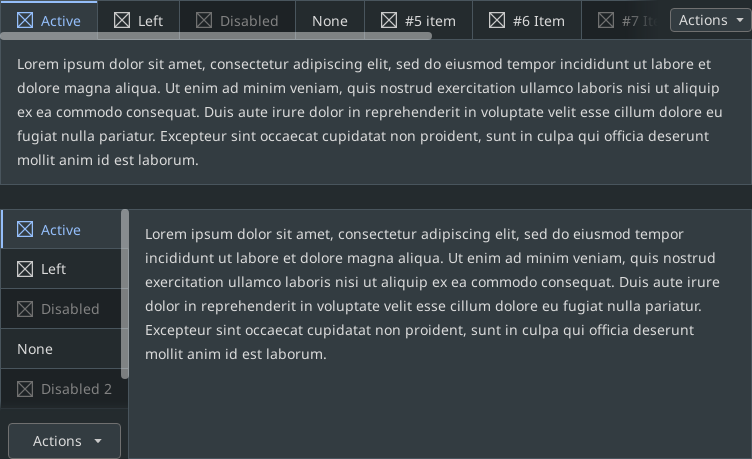 Active Left Disabled None #5 item #6 Item #7 Actions
Lorem ipsum dolor sit amet, consectetur adipiscing elit, sed do eiusmod tempor incididunt ut labore et
dolore magna aliqua. Ut enim ad minim veniam, quis nostrud exercitation ullamco laboris nisi ut aliquip
ex ea commodo consequat. Duis aute irure dolor in reprehenderit in voluptate velit esse cillum dolore eu
fugiat nulla pariatur. Excepteur sint occaecat cupidatat non proident, sunt in culpa qui officia deserunt
mollit anim id est laborum.
Active
Left
Disabled
None
Disabled 2
Actions
Lorem ipsum dolor sit amet, consectetur adipiscing elit, sed do eiusmod tempor
incididunt ut labore et dolore magna aliqua. Ut enim ad minim veniam, quis nostrud
exercitation ullamco laboris nisi ut aliquip ex ea commodo consequat. Duis aute irure
dolor in reprehenderit in voluptate velit esse cillum dolore eu fugiat nulla pariatur.
Excepteur sint occaecat cupidatat non proident, sunt in culpa qui officia deserunt
mollit anim id est laborum.